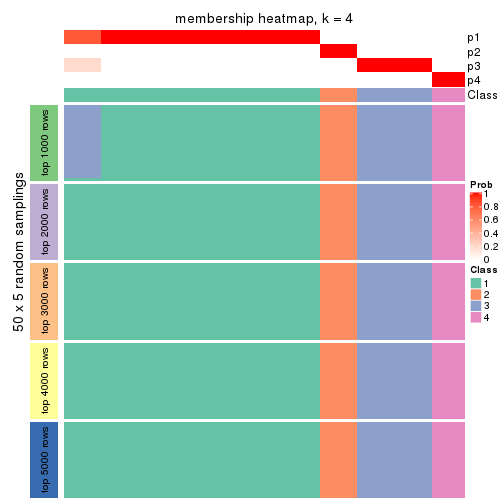 membership heatmap, k = 4
p1
p2
p3
p4
Class
50 x 5 random samplings
top 1000 rows
top 2000 rows
top 3000 rows
top 4000 rows
top 5000 rows
Prob
1
0.8
0.6
0.4
0.2
0
Class
1
2
3
4